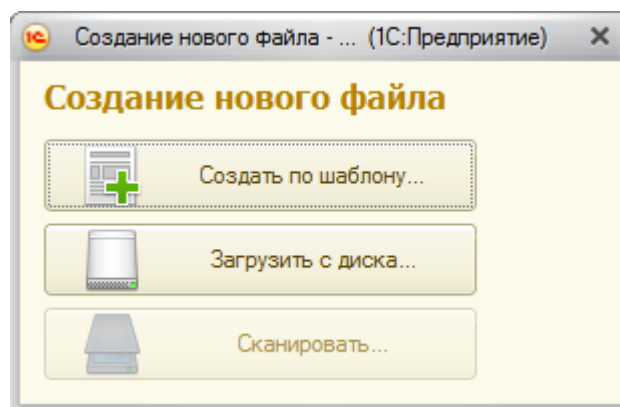 1С Создание нового файла - ... (1С:Предприятие)
Создание нового файла
Создать по шаблону...
Загрузить с диска...
Сканировать...